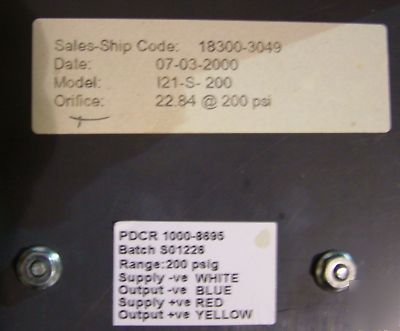 Sales-Ship Code: 18300-3049
Date: 07-03-2000
Model: I21-S- 200
Orifice: 22.84 @ 200 psi
PDCR 1000-8695
Batch S01226
Range:200 psig
Supply -ve WHITE
Output -ve BLUE
Supply +ve RED
Output +ve YELLOW